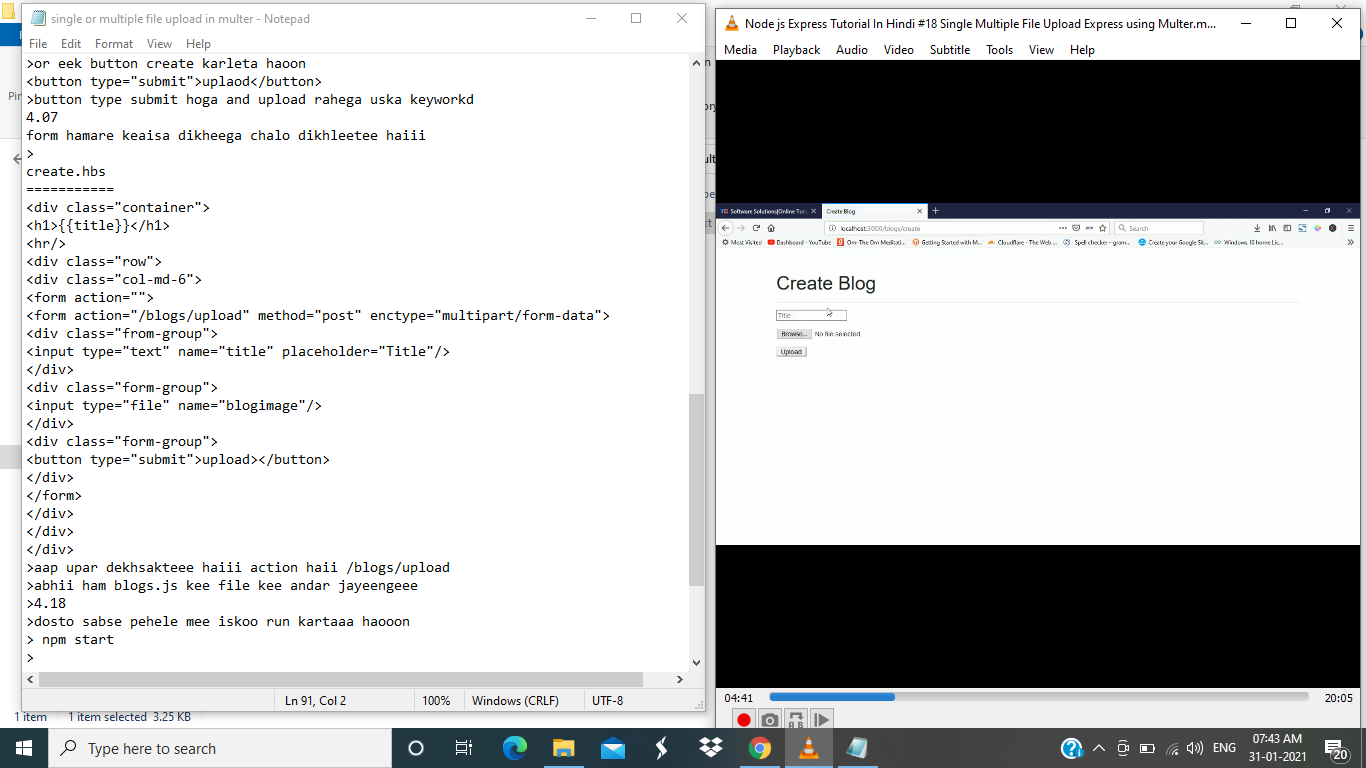 single or multiple file upload in multer - Notepad
File Edit Format View Help
>or eek button create karleta haoon
<button type="submit">uplaod</button>
>button type submit hoga and upload rahega uska keyworkd
4.07
form hamare keaisa dikheega chalo dikhleetee haiii
>
create.hbs
===========
<div class="container">
<h1>{{title}}</h1>
<hr/>
<div class="row">
<div class="col-md-6">
<form action="">
<form action="/blogs/upload" method="post" enctype="multipart/form-data">
<div class="from-group">
<input type="text" name="title" placeholder="Title"/>
</div>
<div class="form-group">
<input type="file" name="blogimage"/>
</div>
<div class="form-group">
<button type="submit">upload></button>
</div>
</form>
</div>
</div>
</div>
>aap upar dekhsakteee haiii action haii /blogs/upload
>abhii ham blogs.js kee file kee andar jayeengeee
>4.18
>dosto sabse pehele mee iskoo run kartaaa haooon
> npm start
>
Ln 91, Col 2 100% Windows (CRLF) UTF-8
1 item 1 item selected 3.25 KB
Node js Express Tutorial In Hindi #18 Single Multiple File Upload Express using Multer.m...
Media Playback Audio Video Subtitle Tools View Help
Software Solutions|Online Tut Create Blog
localhost:3000/blogs/create Search
Most Visited Dashboard - YouTube Om-The Om Meditati... Getting Started with M... Cloudflare - The Web ... Spell checker - gram... Create your Google Sit... Windows 10 home Lic...
Create Blog
Title
Browse... No file selected.
Upload
04:41 20:05
A B
Type here to search
ENG 07:43 AM
31-01-2021
20